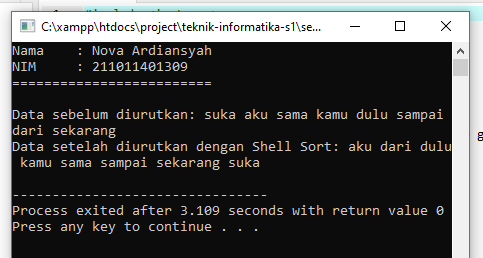 C:\xampp\htdocs\project\teknik-informatika-s1\se
Nama    : Nova Ardiansyah
NIM     : 211011401309
=========================
Data sebelum diurutkan: suka aku sama kamu dulu sampai
dari sekarang
Data setelah diurutkan dengan Shell Sort: aku dari dulu
kamu sama sampai sekarang suka
--------------------------------
Process exited after 3.109 seconds with return value 0
Press any key to continue . . .